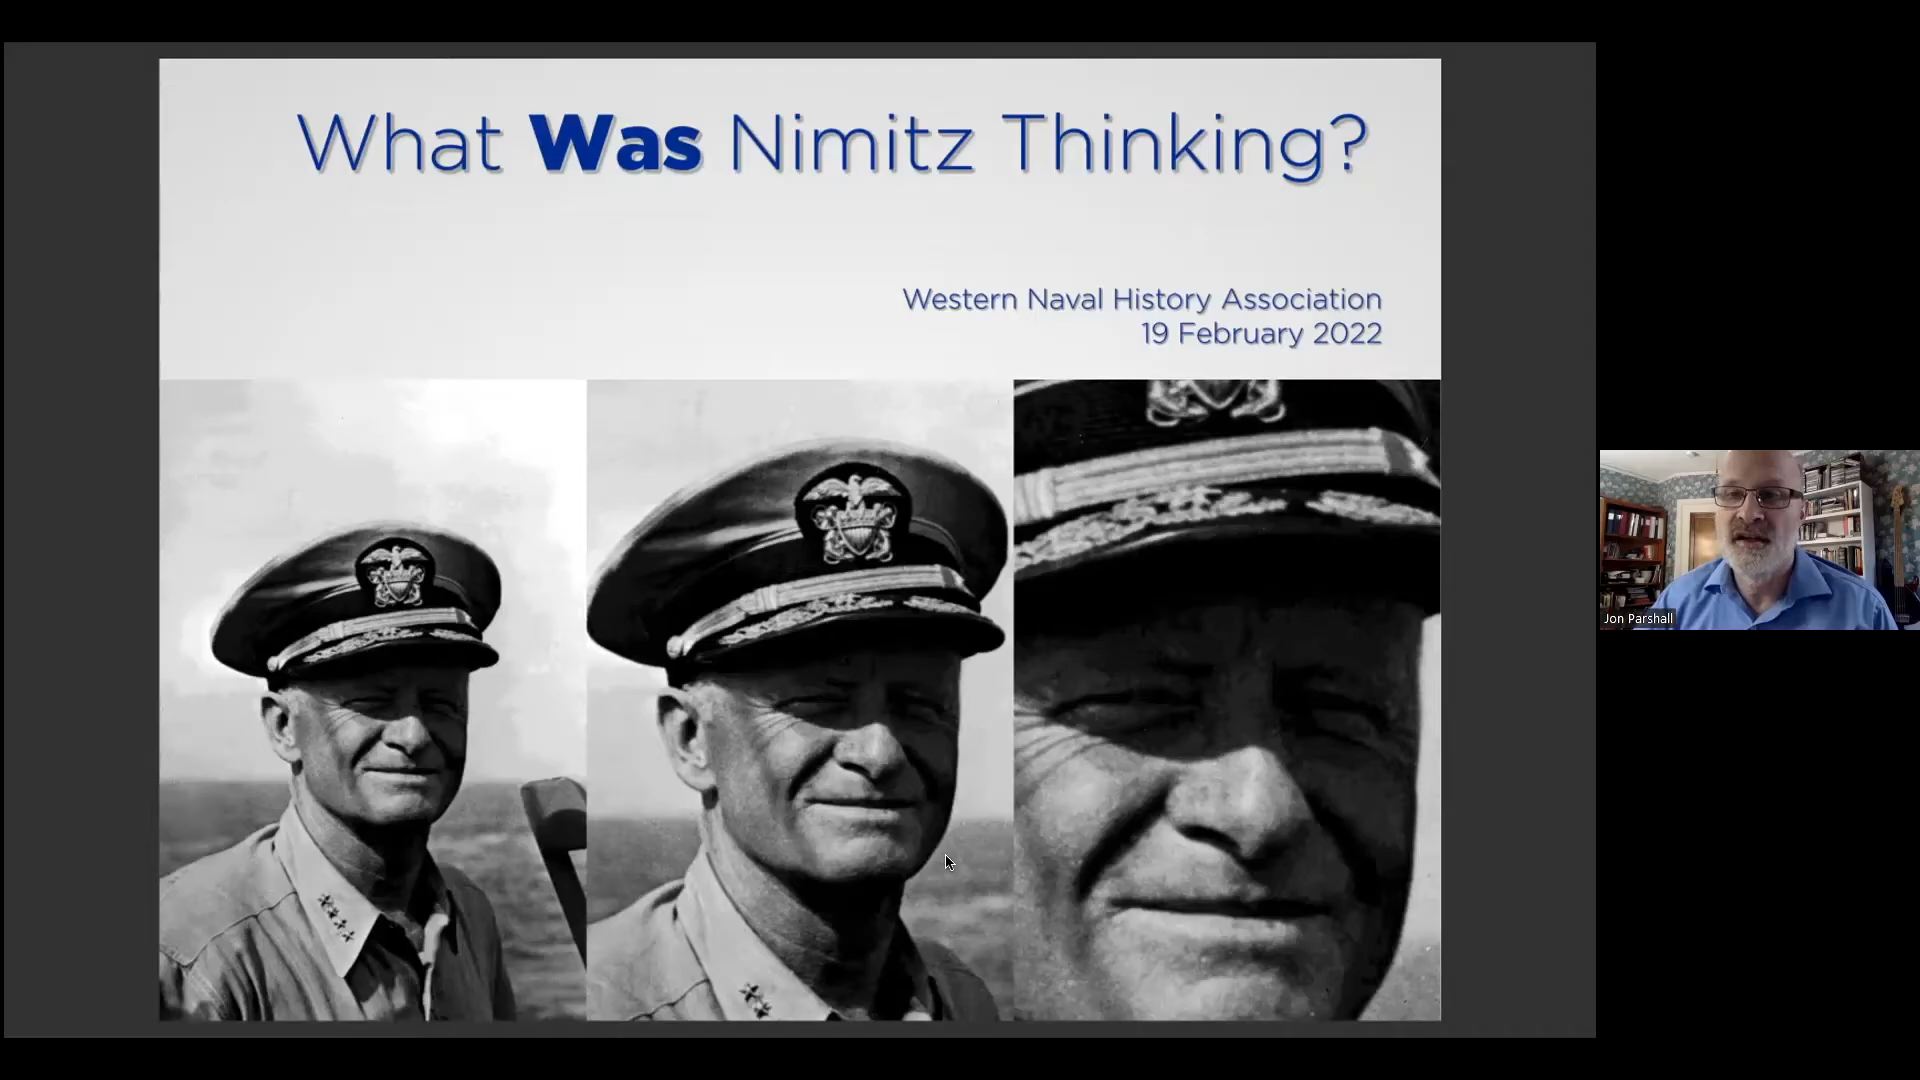 What Was Nimitz Thinking?
Western Naval History Association
19 February 2022
Jon Parshall